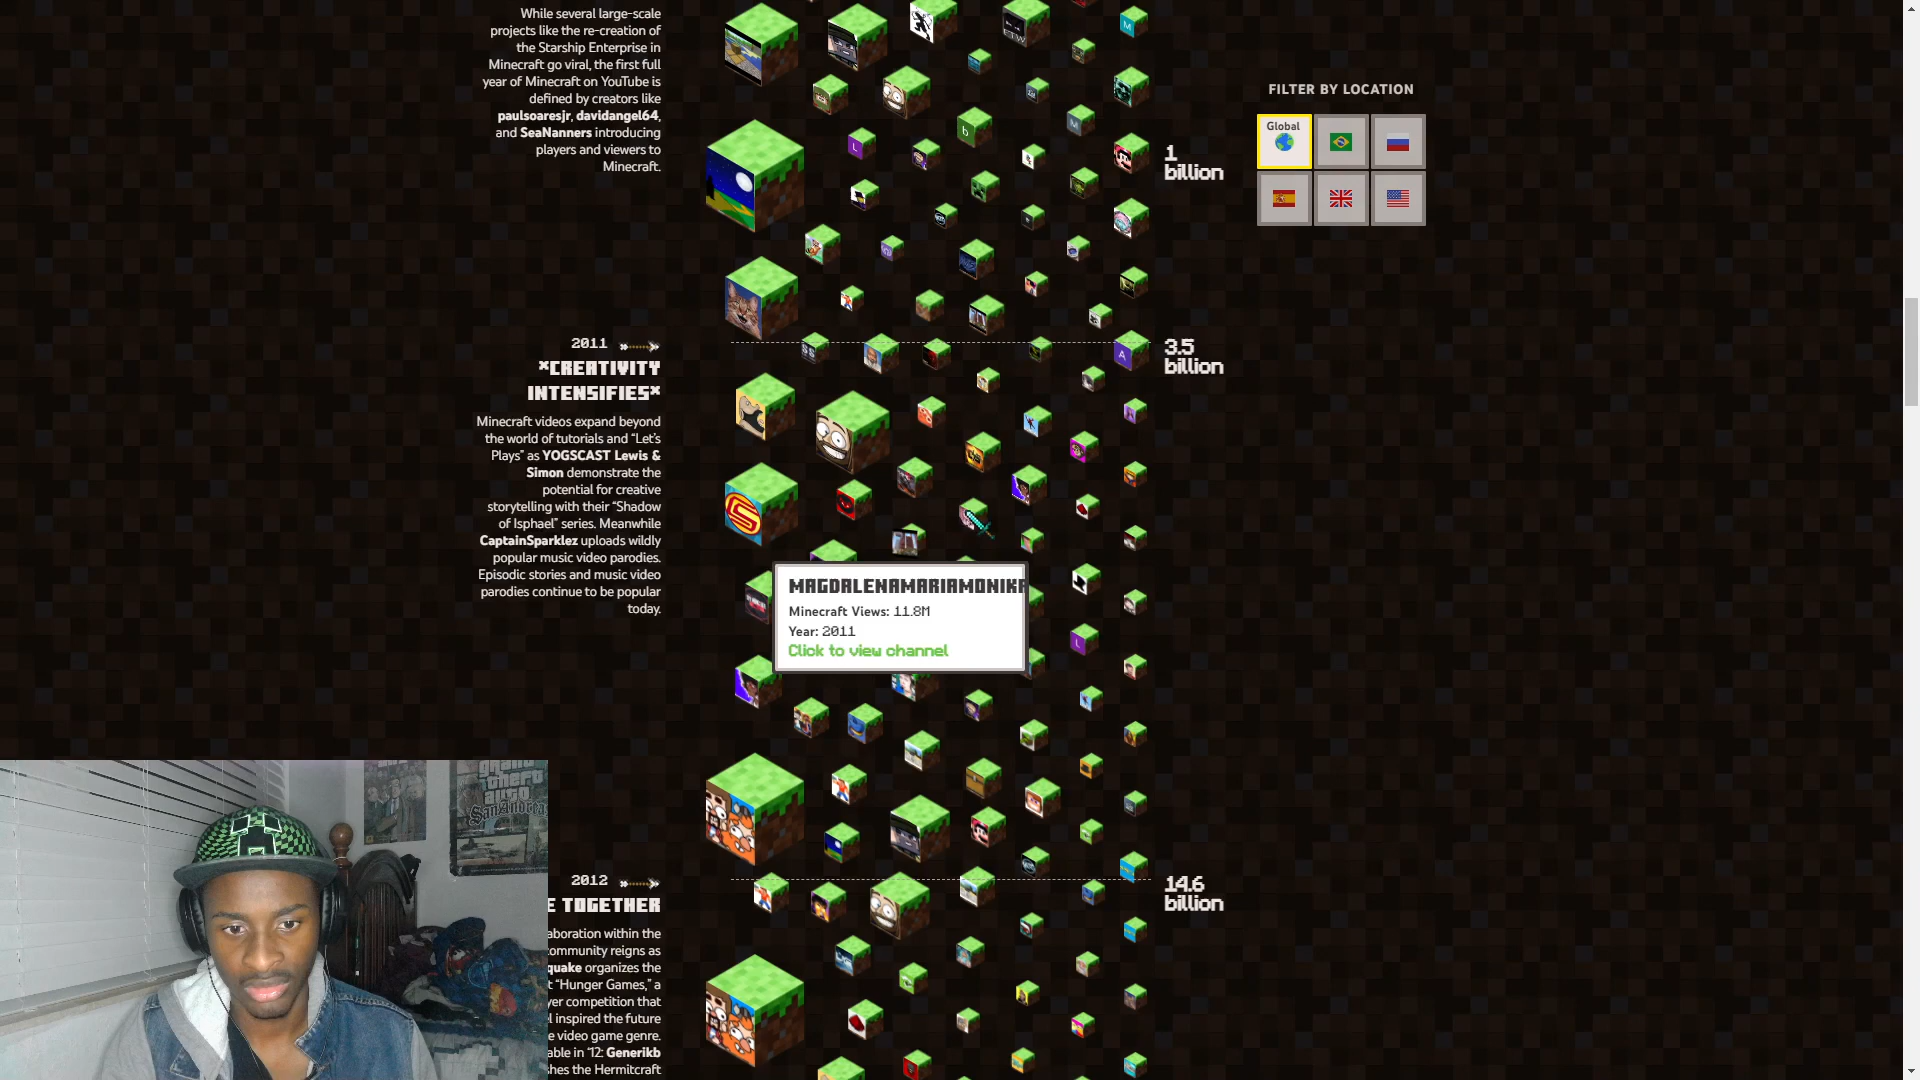 While several large-scale
projects like the re-creation of
the Starship Enterprise in
Minecraft go viral, the first full
year of Minecraft on YouTube is
defined by creators like
paulsoaresjr, davidangel64,
and SeaNanners introducing
players and viewers to
Minecraft.
FTW
M
b
M
L
1
billion
FILTER BY LOCATION
Global
2011
*CREATIVITY
INTENSIFIES*
Minecraft videos expand beyond
the world of tutorials and “Let’s
Plays” as YOGSCAST Lewis &
Simon demonstrate the
potential for creative
storytelling with their “Shadow
of Isphael” series. Meanwhile
CaptainSparklez uploads wildly
popular music video parodies.
Episodic stories and music video
parodies continue to be popular
today.
A
3.5
billion
MAGDALENAMARIAMONIKA
Minecraft Views: 11.8M
Year: 2011
Click to view channel
L
2012
E TOGETHER
aboration within the
ommunity reigns as
quake organizes the
t “Hunger Games,” a
yer competition that
l inspired the future
e video game genre.
able in ‘12: Generikb
shes the Hermitcraft
14.6
billion
grand
theft
auto
San Andreas